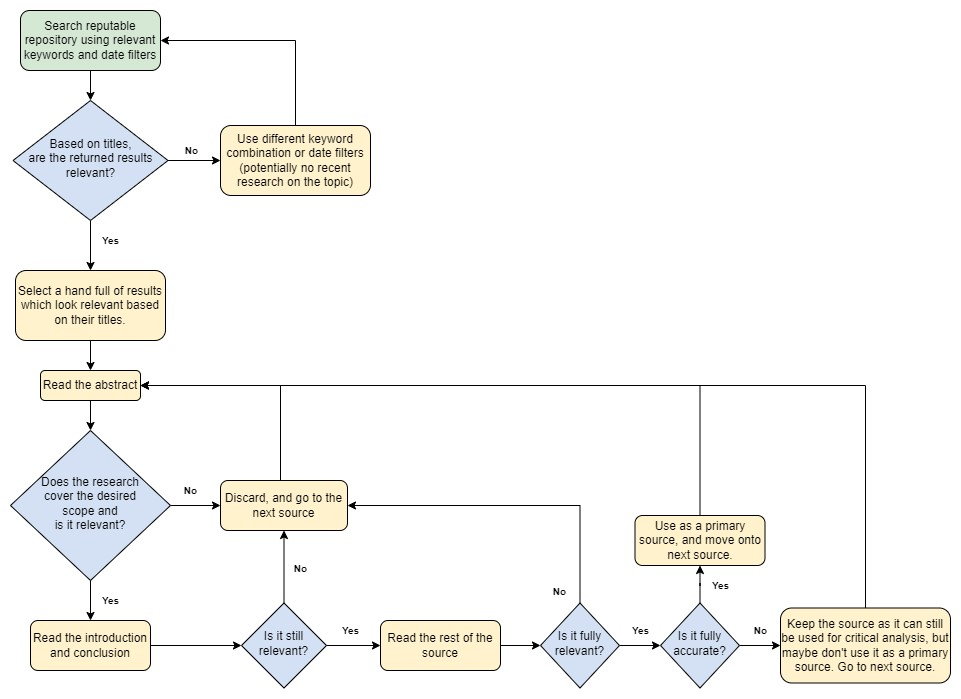 Search reputable
repository using relevant
keywords and date filters
Based on titles,
are the returned results
relevant?
No
Use different keyword
combination or date filters
(potentially no recent
research on the topic)
Yes
Select a hand full of results
which look relevant based
on their titles.
Read the abstract
Does the research
cover the desired
scope and
is it relevant?
No
Discard, and go to the
next source
Yes
Read the introduction
and conclusion
Is it still
relevant?
No
Yes
Read the rest of the
source
Is it fully
relevant?
No
Yes
Is it fully
accurate?
Yes
Use as a primary
source, and move onto
next source.
No
Keep the source as it can still
be used for critical analysis, but
maybe don't use it as a primary
source. Go to next source.